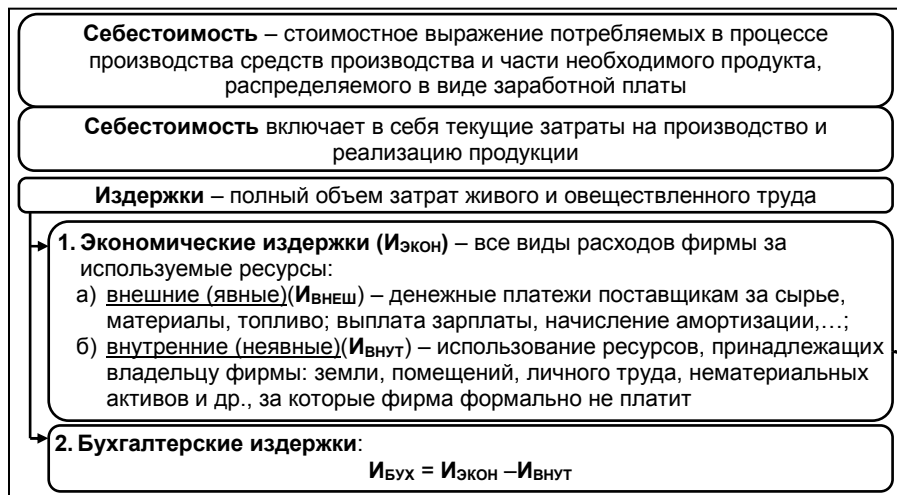 Себестоимость – стоимостное выражение потребляемых в процессе
производства средств производства и части необходимого продукта,
распределяемого в виде заработной платы
Себестоимость включает в себя текущие затраты на производство и
реализацию продукции
Издержки – полный объем затрат живого и овеществленного труда
1. Экономические издержки (ИЭКОН) – все виды расходов фирмы за
используемые ресурсы:
а) внешние (явные)(ИВНЕШ) – денежные платежи поставщикам за сырье,
материалы, топливо; выплата зарплаты, начисление амортизации,…;
б) внутренние (неявные)(ИВНУТ) – использование ресурсов, принадлежащих
владельцу фирмы: земли, помещений, личного труда, нематериальных
активов и др., за которые фирма формально не платит
2. Бухгалтерские издержки:
ИБУХ = ИЭКОН –ИВНУТ